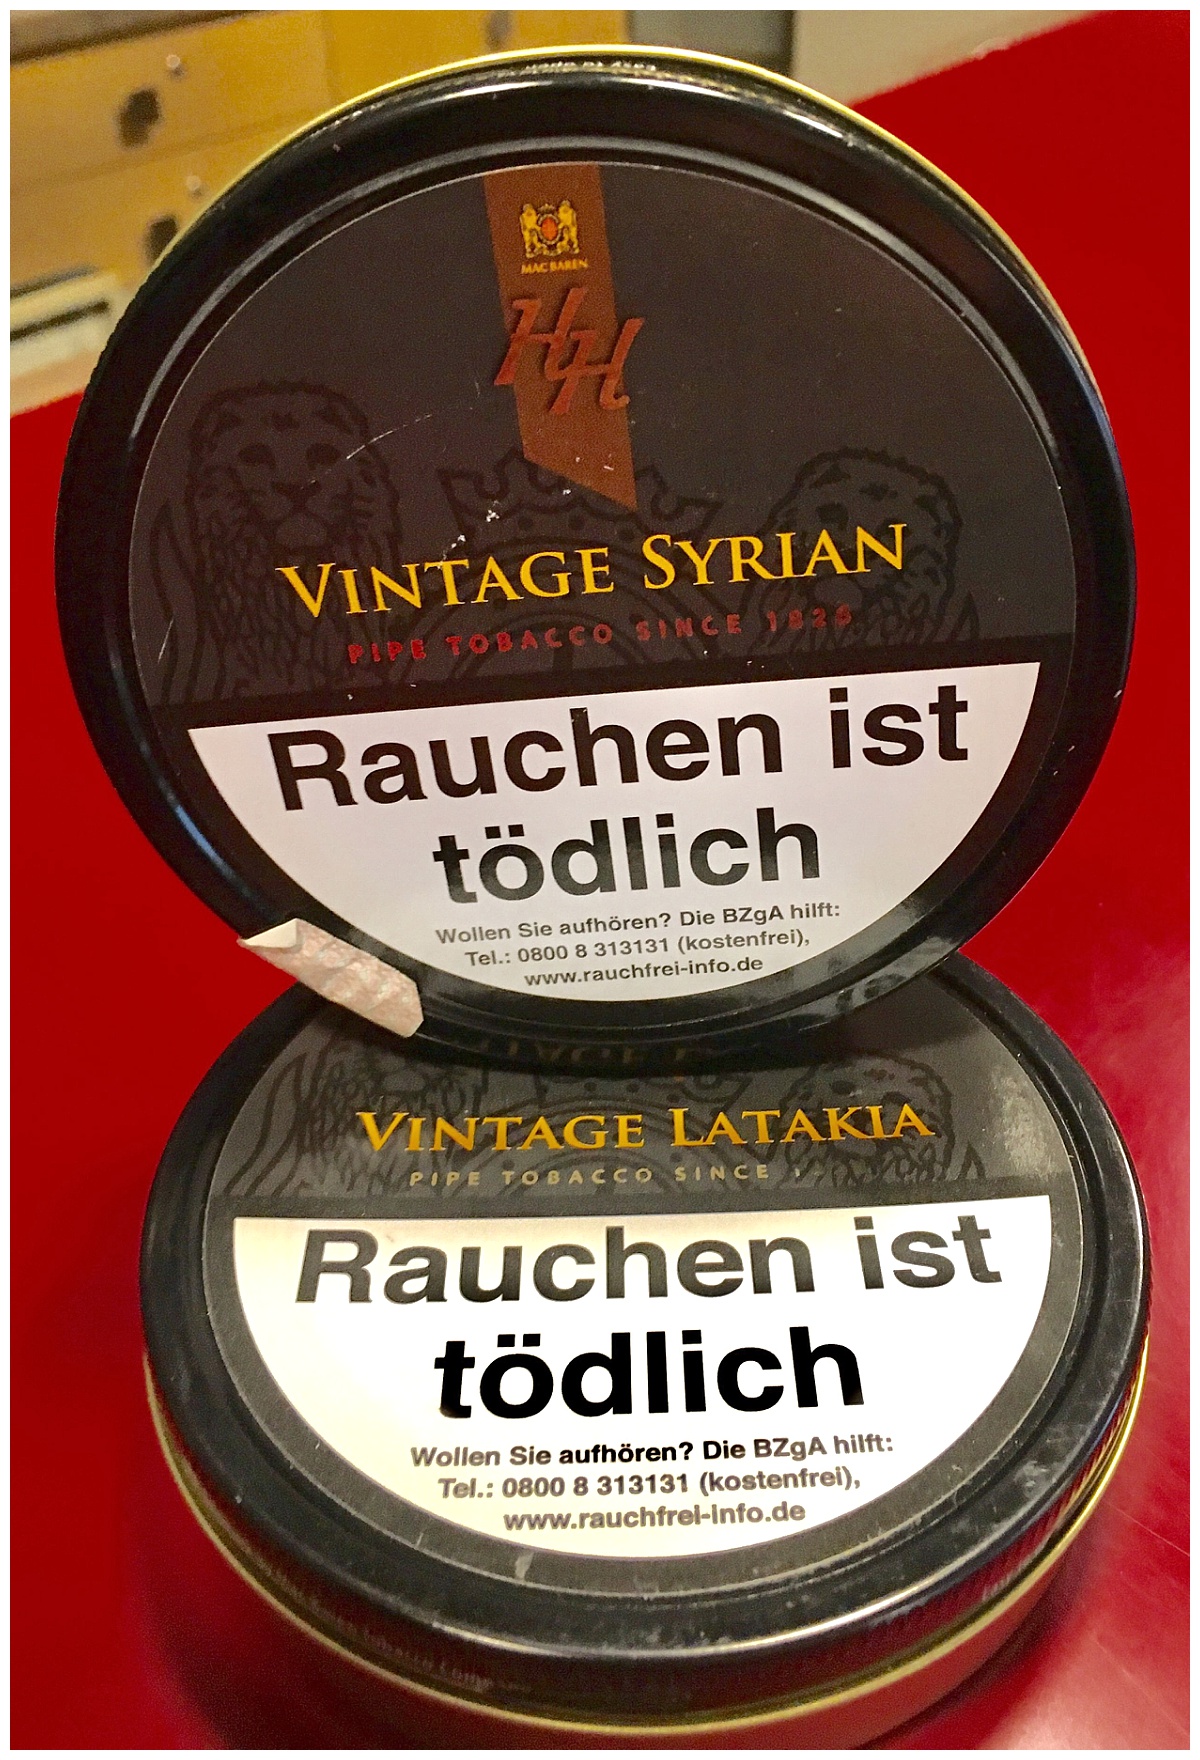 MAC BAREN
HH
VINTAGE SYRIAN
PIPE TOBACCO SINCE 1826
Rauchen ist
tödlich
Wollen Sie aufhören? Die BZgA hilft:
Tel.: 0800 8 313131 (kostenfrei),
www.rauchfrei-info.de
VINTAGE LATAKIA
PIPE TOBACCO SINCE
Rauchen ist
tödlich
Wollen Sie aufhören? Die BZgA hilft:
Tel.: 0800 8 313131 (kostenfrei),
www.rauchfrei-info.de